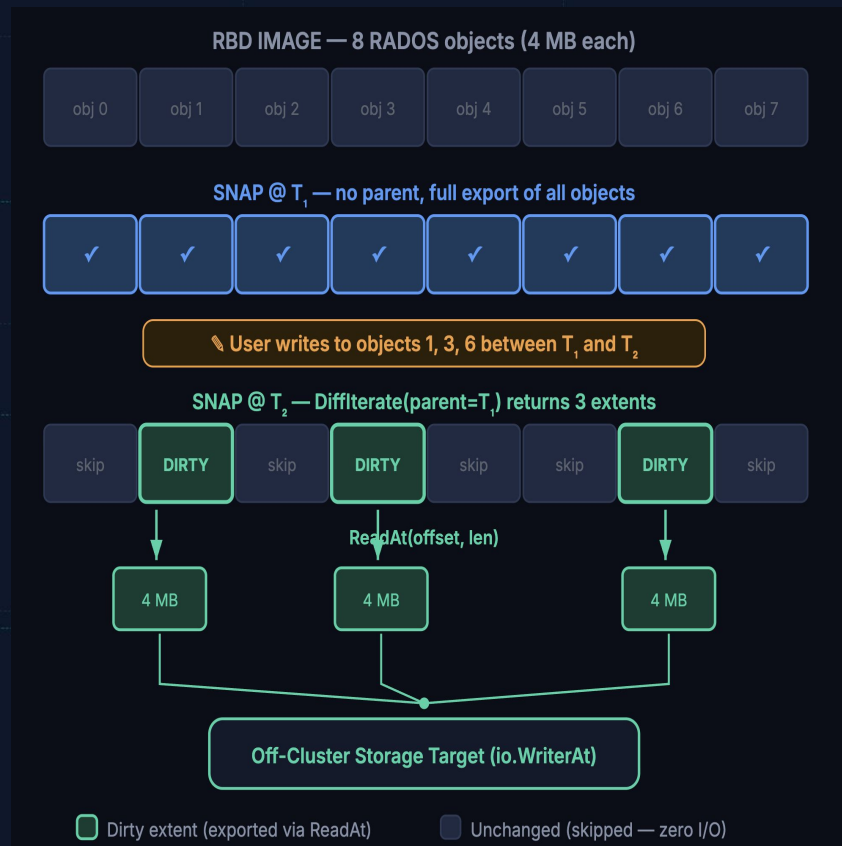 RBD IMAGE — 8 RADOS objects (4 MB each)
obj 0 obj 1 obj 2 obj 3 obj 4 obj 5 obj 6 obj 7
SNAP @ T₁ — no parent, full export of all objects
✓ ✓ ✓ ✓ ✓ ✓ ✓ ✓
✎ User writes to objects 1, 3, 6 between T₁ and T₂
SNAP @ T₂ — DiffIterate(parent=T₁) returns 3 extents
skip DIRTY skip DIRTY skip skip DIRTY skip
ReadAt(offset, len)
4 MB 4 MB 4 MB
Off-Cluster Storage Target (io.WriterAt)
Dirty extent (exported via ReadAt) Unchanged (skipped — zero I/O)